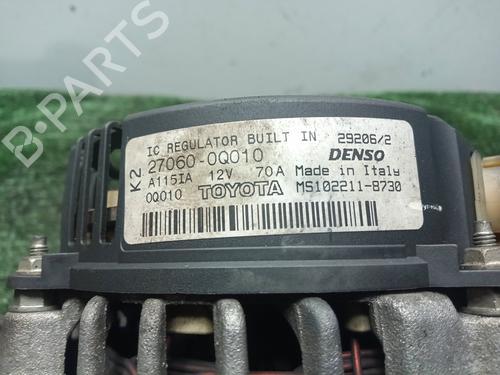 IC REGULATOR BUILT IN 29206/2
K2 27060-0Q010 DENSO
A115IA 12V 70A Made in Italy
0Q010 TOYOTA MS102211-8730
B-PARTS